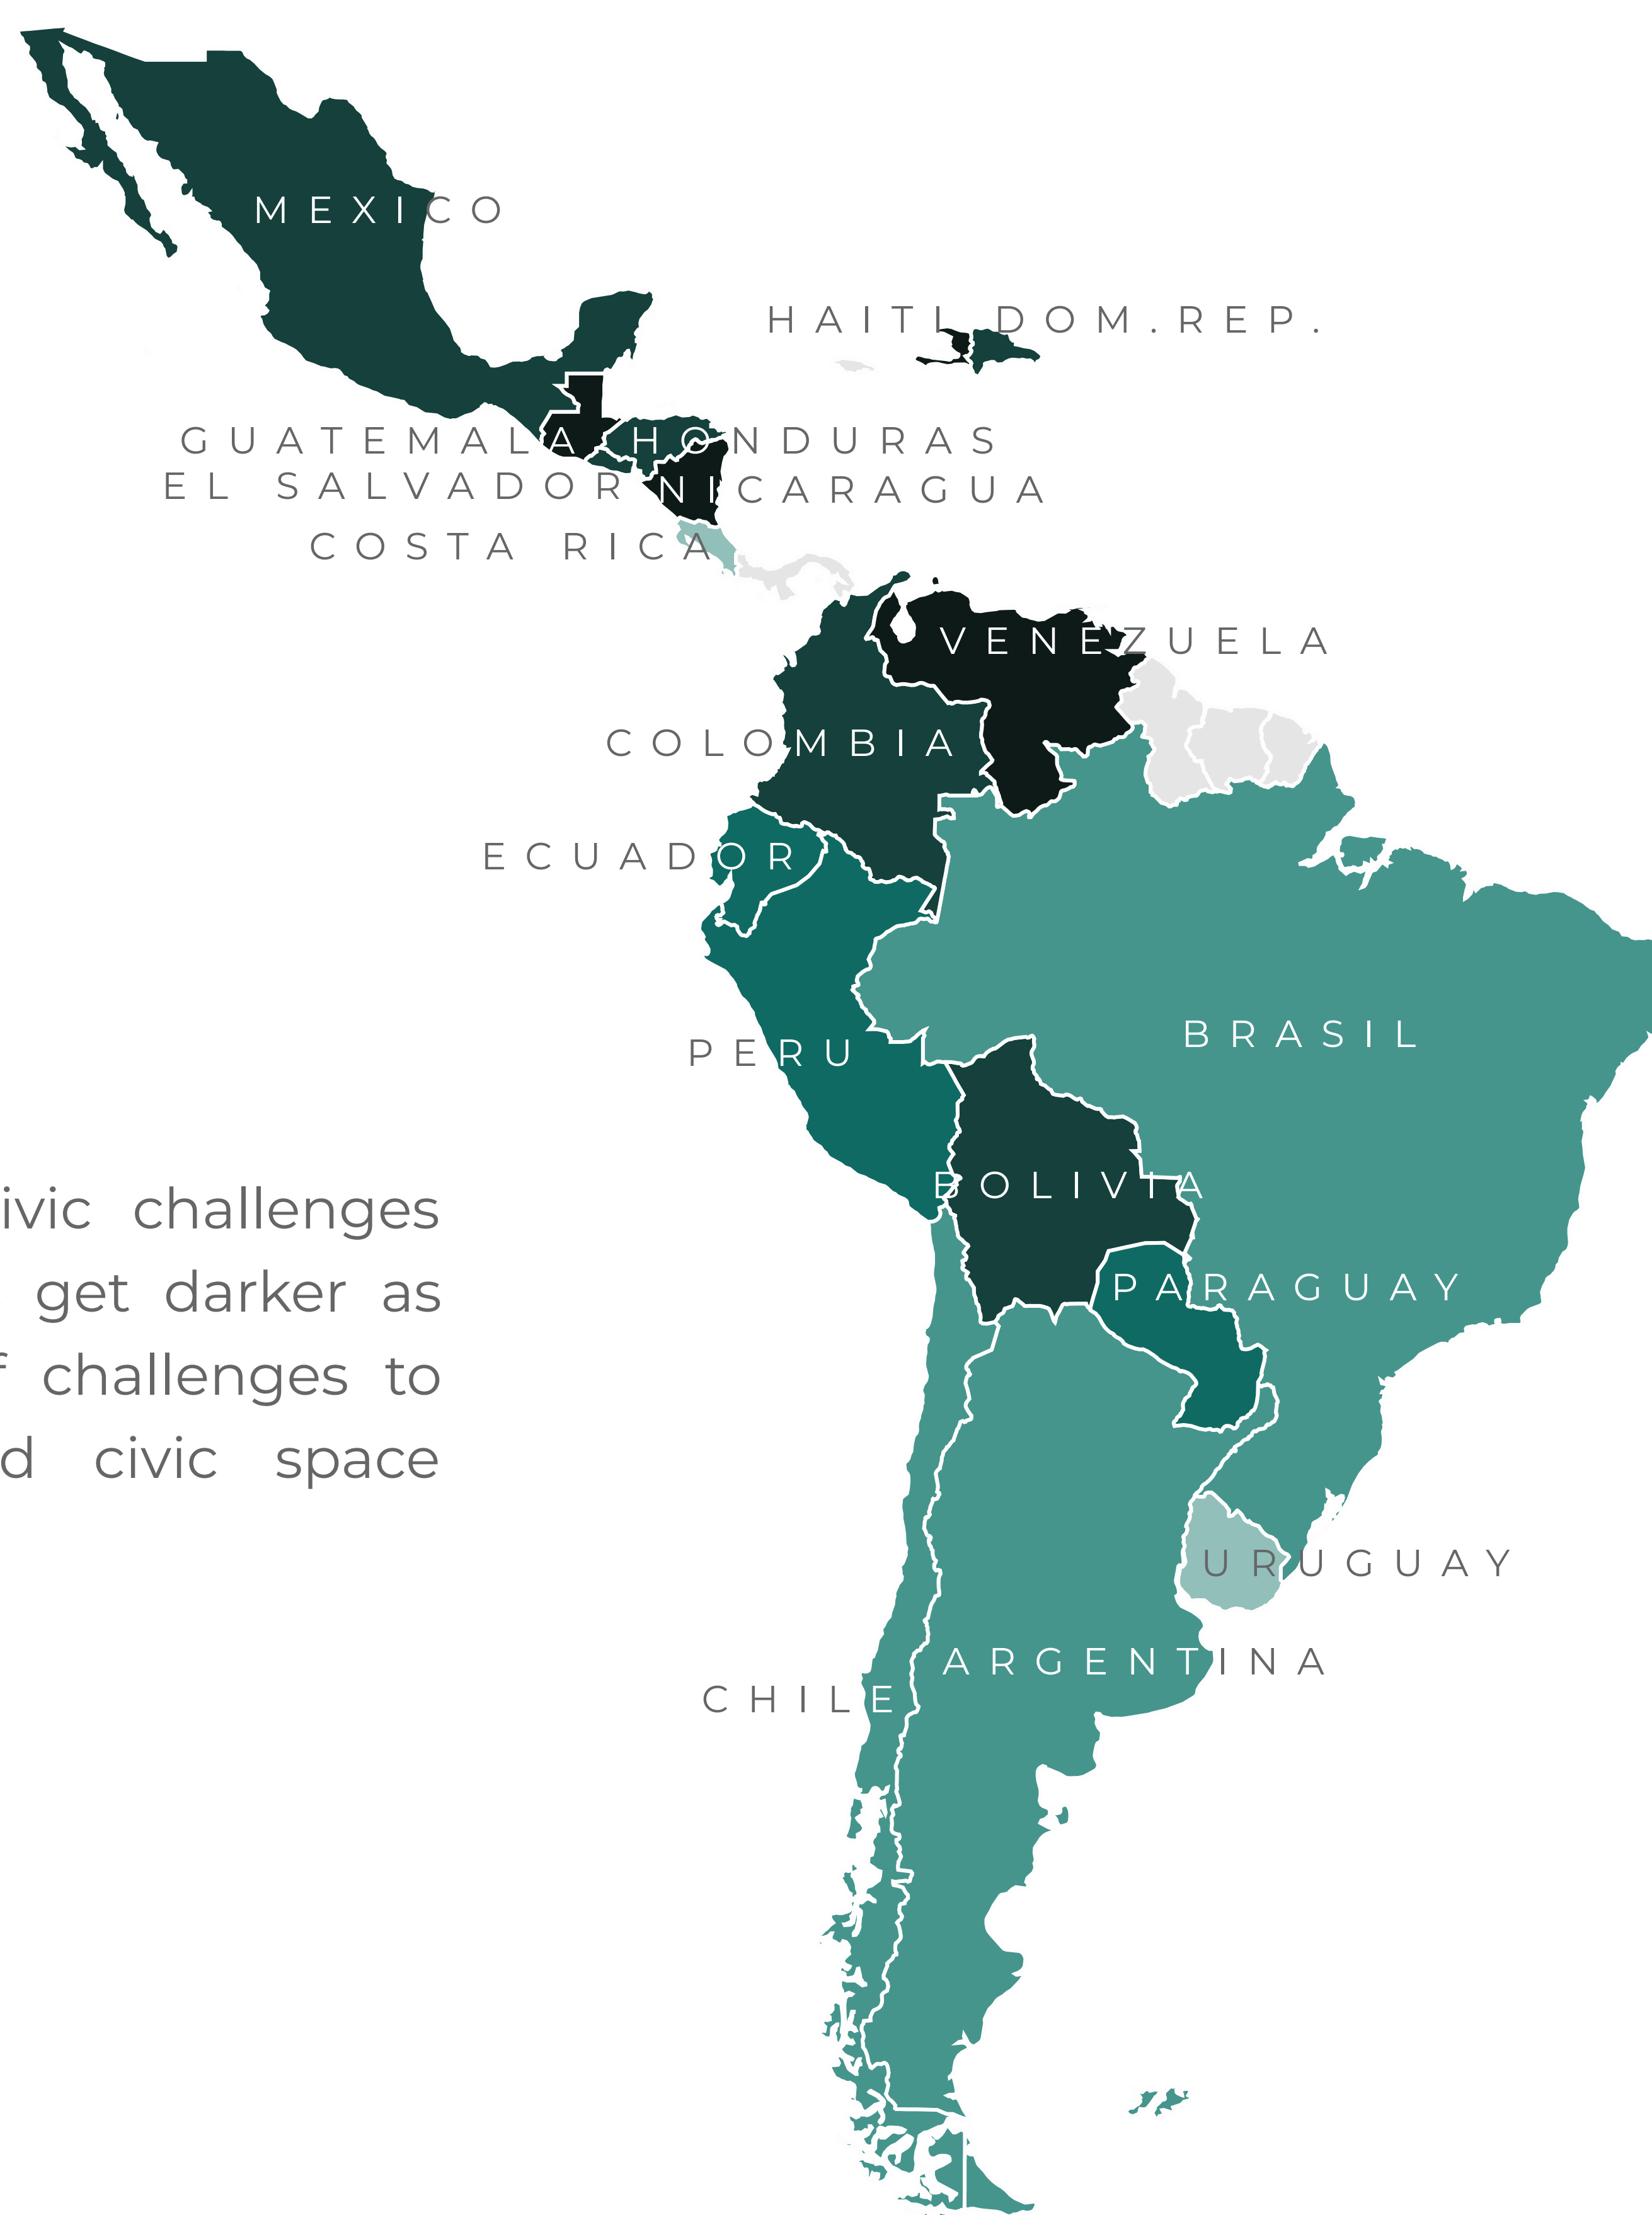 MEXICO
HAITI DOM.REP.
GUATEMALA HONDURAS
EL SALVADOR NICARAGUA
COSTA RICA
VENEZUELA
COLOMBIA
ECUADOR
BRASIL
PERU
BOLIVIA
challenges
get darker as
challenges to
civic space
PARAGUAY
URUGUAY
ARGENTINA
CHILE